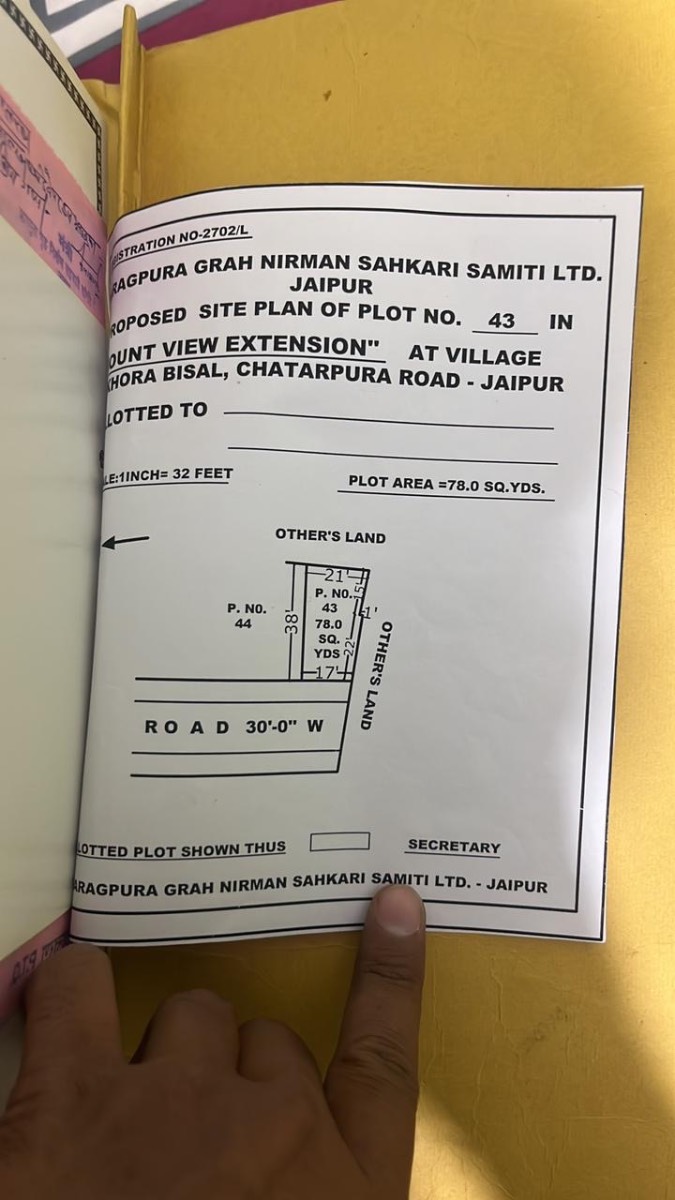 ISTRATION NO-2702/L
RAGPURA GRAH NIRMAN SAHKARI SAMITI LTD.
JAIPUR
ROPOSED SITE PLAN OF PLOT NO. 43 IN
OUNT VIEW EXTENSION" AT VILLAGE
KHORA BISAL, CHATARPURA ROAD - JAIPUR
LOTTED TO
LE:1INCH= 32 FEET
PLOT AREA =78.0 SQ.YDS.
OTHER'S LAND
21'
15'
P. NO.
43
78.0
SQ.
YDS
P. NO.
44
38'
1'
22'
17'
OTHER'S LAND
ROAD 30'-0" W
LOTTED PLOT SHOWN THUS
SECRETARY
ARAGPURA GRAH NIRMAN SAHKARI SAMITI LTD. - JAIPUR